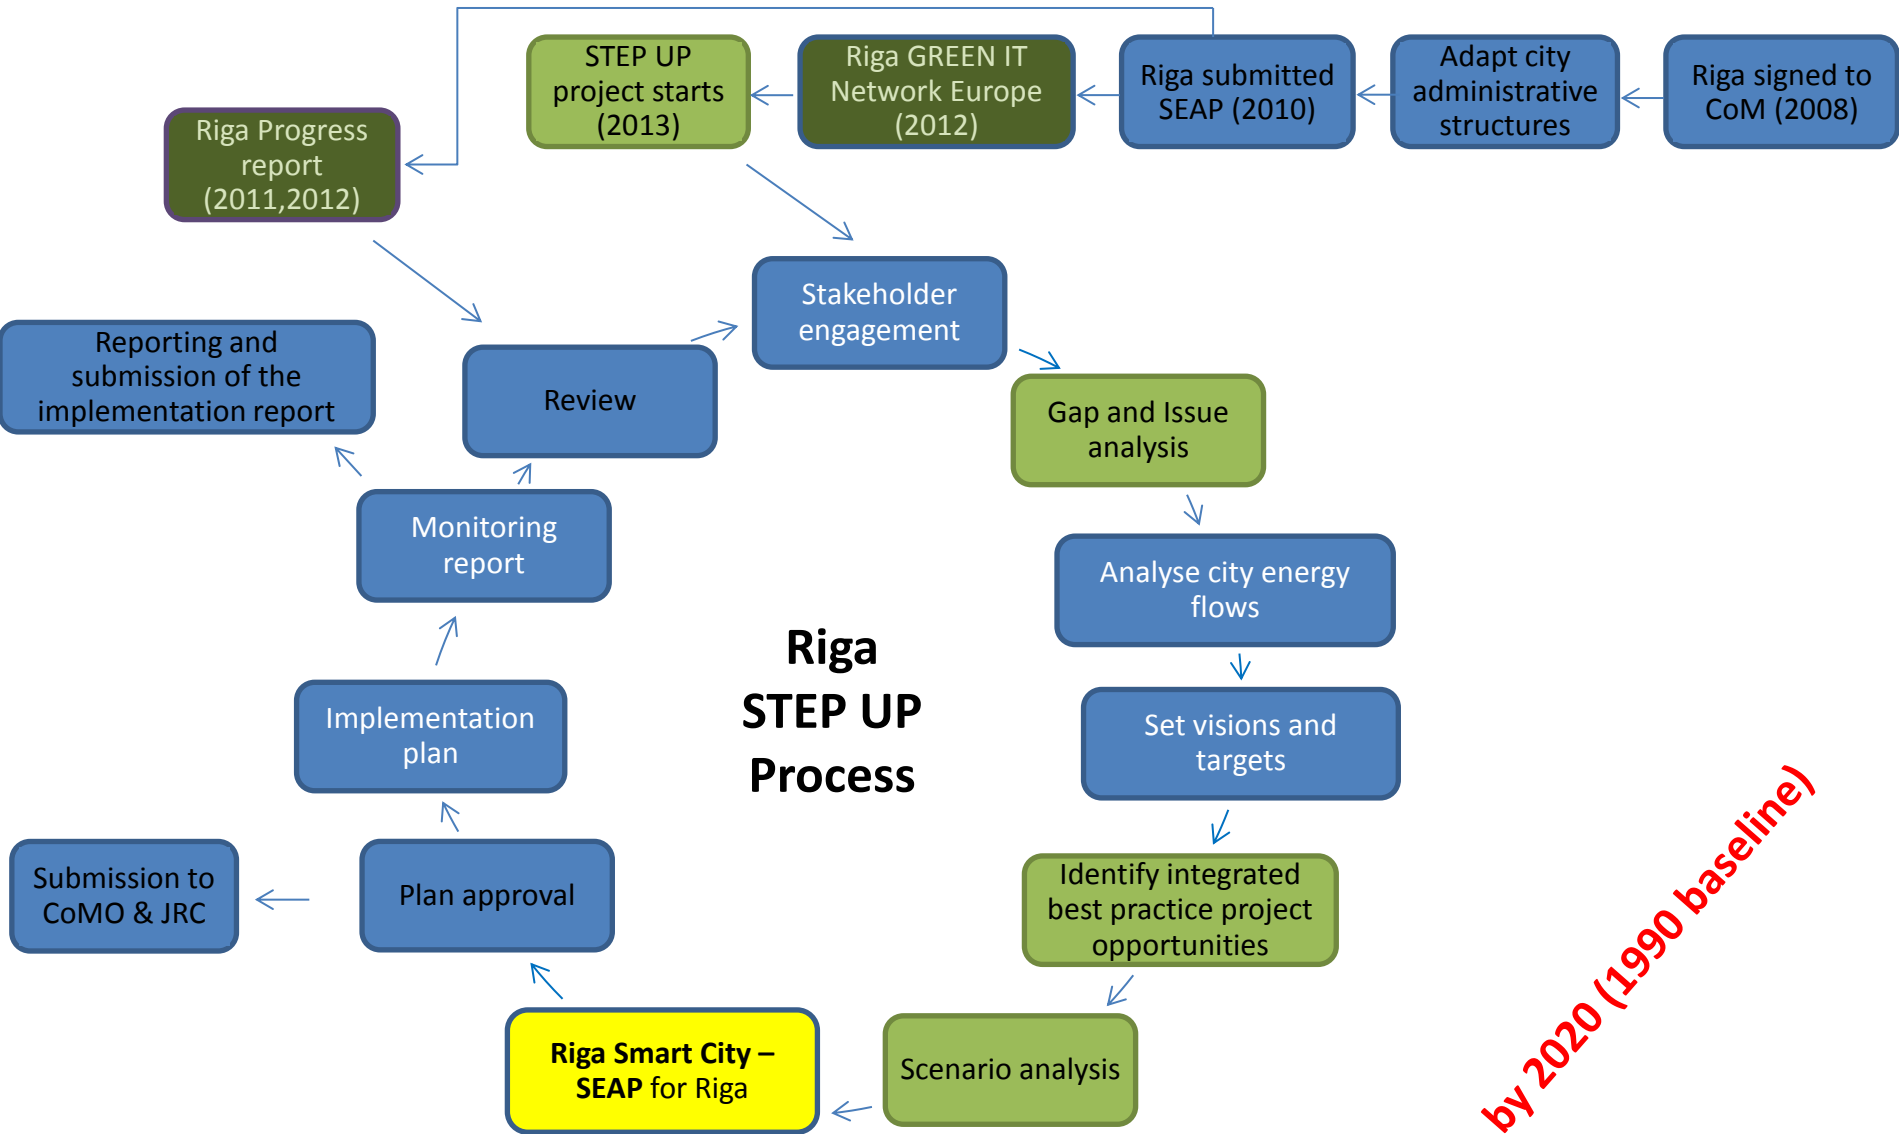 STEP UP
project starts
(2013)
Riga GREEN IT
Network Europe
(2012)
Riga submitted
SEAP (2010)
Adapt city
administrative
structures
Riga signed to
CoM (2008)
Riga Progress
report
(2011,2012)
Stakeholder
engagement
Reporting and
submission of the
implementation report
Review
Gap and Issue
analysis
Monitoring
report
Analyse city energy
flows
Riga
STEP UP
Process
Implementation
plan
Set visions and
targets
Submission to
CoMO & JRC
Plan approval
Identify integrated
best practice project
opportunities
Riga Smart City –
SEAP for Riga
Scenario analysis
by 2020 (1990 baseline)